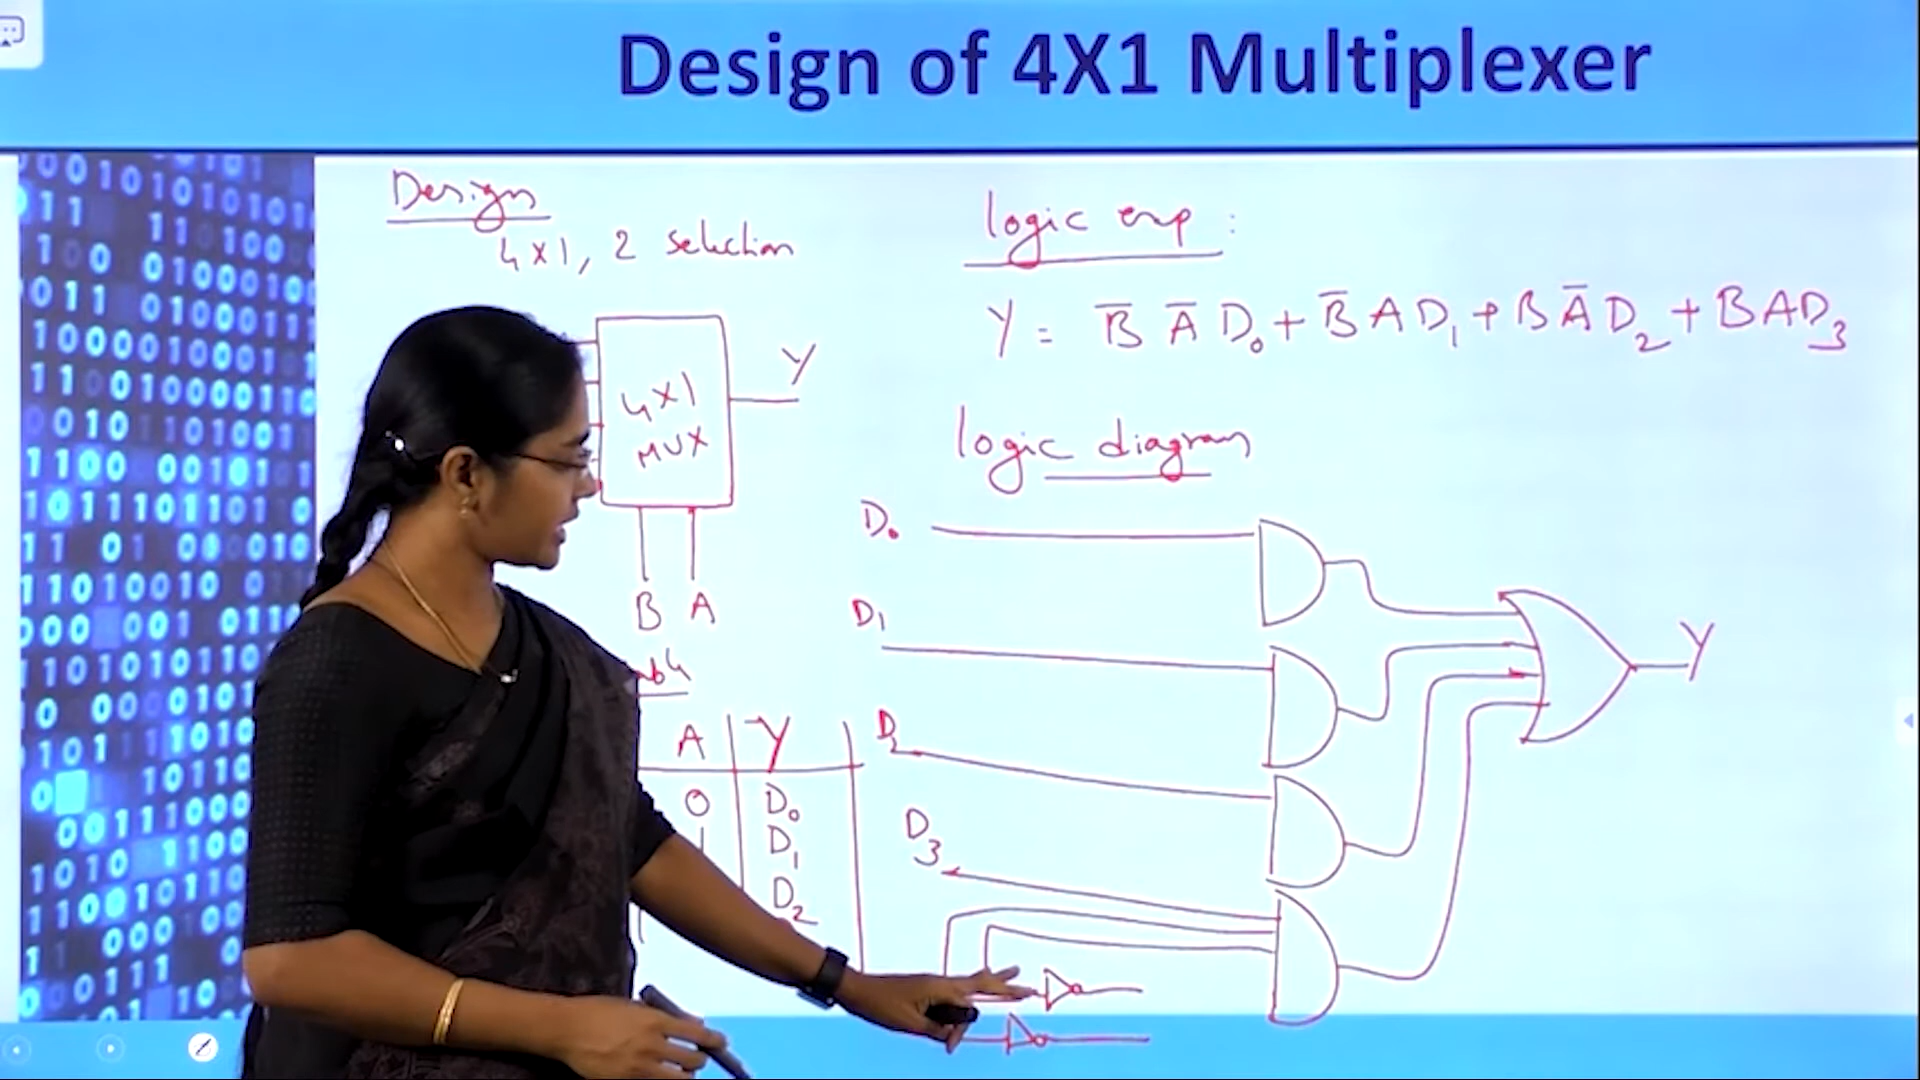 Design of 4X1 Multiplexer
Design
4x1, 2 selection
4X1
MUX
Y
B A
A Y
0 D0
1 D1
D2
logic exp :
Y = B̅ A̅ D0 + B̅ A D1 + B A̅ D2 + B A D3
logic diagram
D0
D1
D2
D3
Y